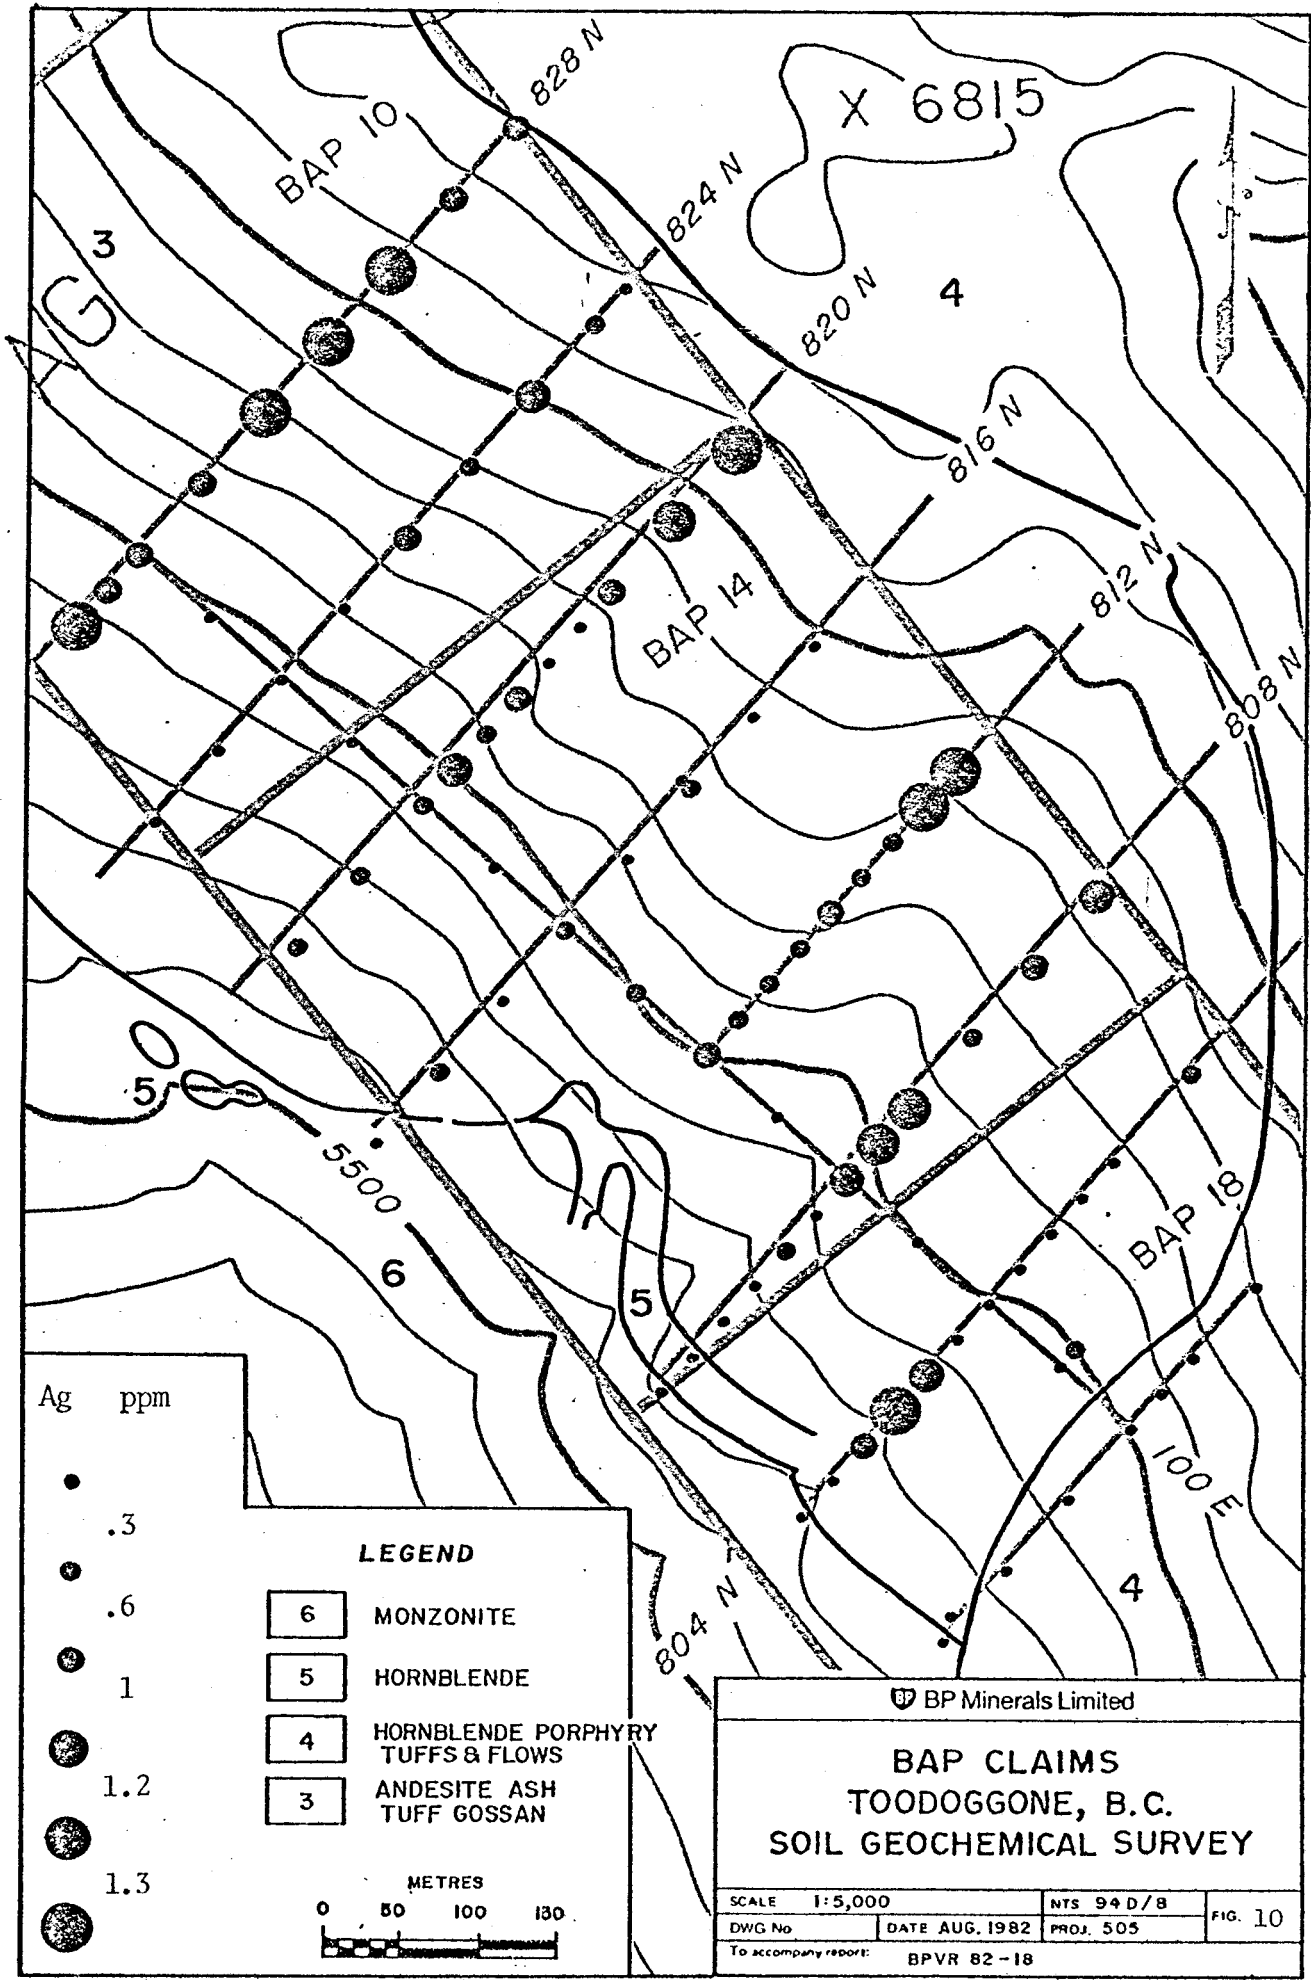 828 N
X 6815
BAP 10
824 N
3
G
820 N
4
816 N
BAP 14
812 N
808 N
5
5500
BAP 18
6
5
100 E
4
804 N
Ag ppm
.3
.6
1
1.2
1.3
LEGEND
6 MONZONITE
5 HORNBLENDE
4 HORNBLENDE PORPHYRY
TUFFS & FLOWS
3 ANDESITE ASH
TUFF GOSSAN
METRES
0 50 100 150
BP BP Minerals Limited
BAP CLAIMS
TOODOGGONE, B.C.
SOIL GEOCHEMICAL SURVEY
SCALE 1:5,000 NTS 94 D/8 FIG. 10
DWG No DATE AUG. 1982 PROJ. 505
To accompany report: BPVR 82-18